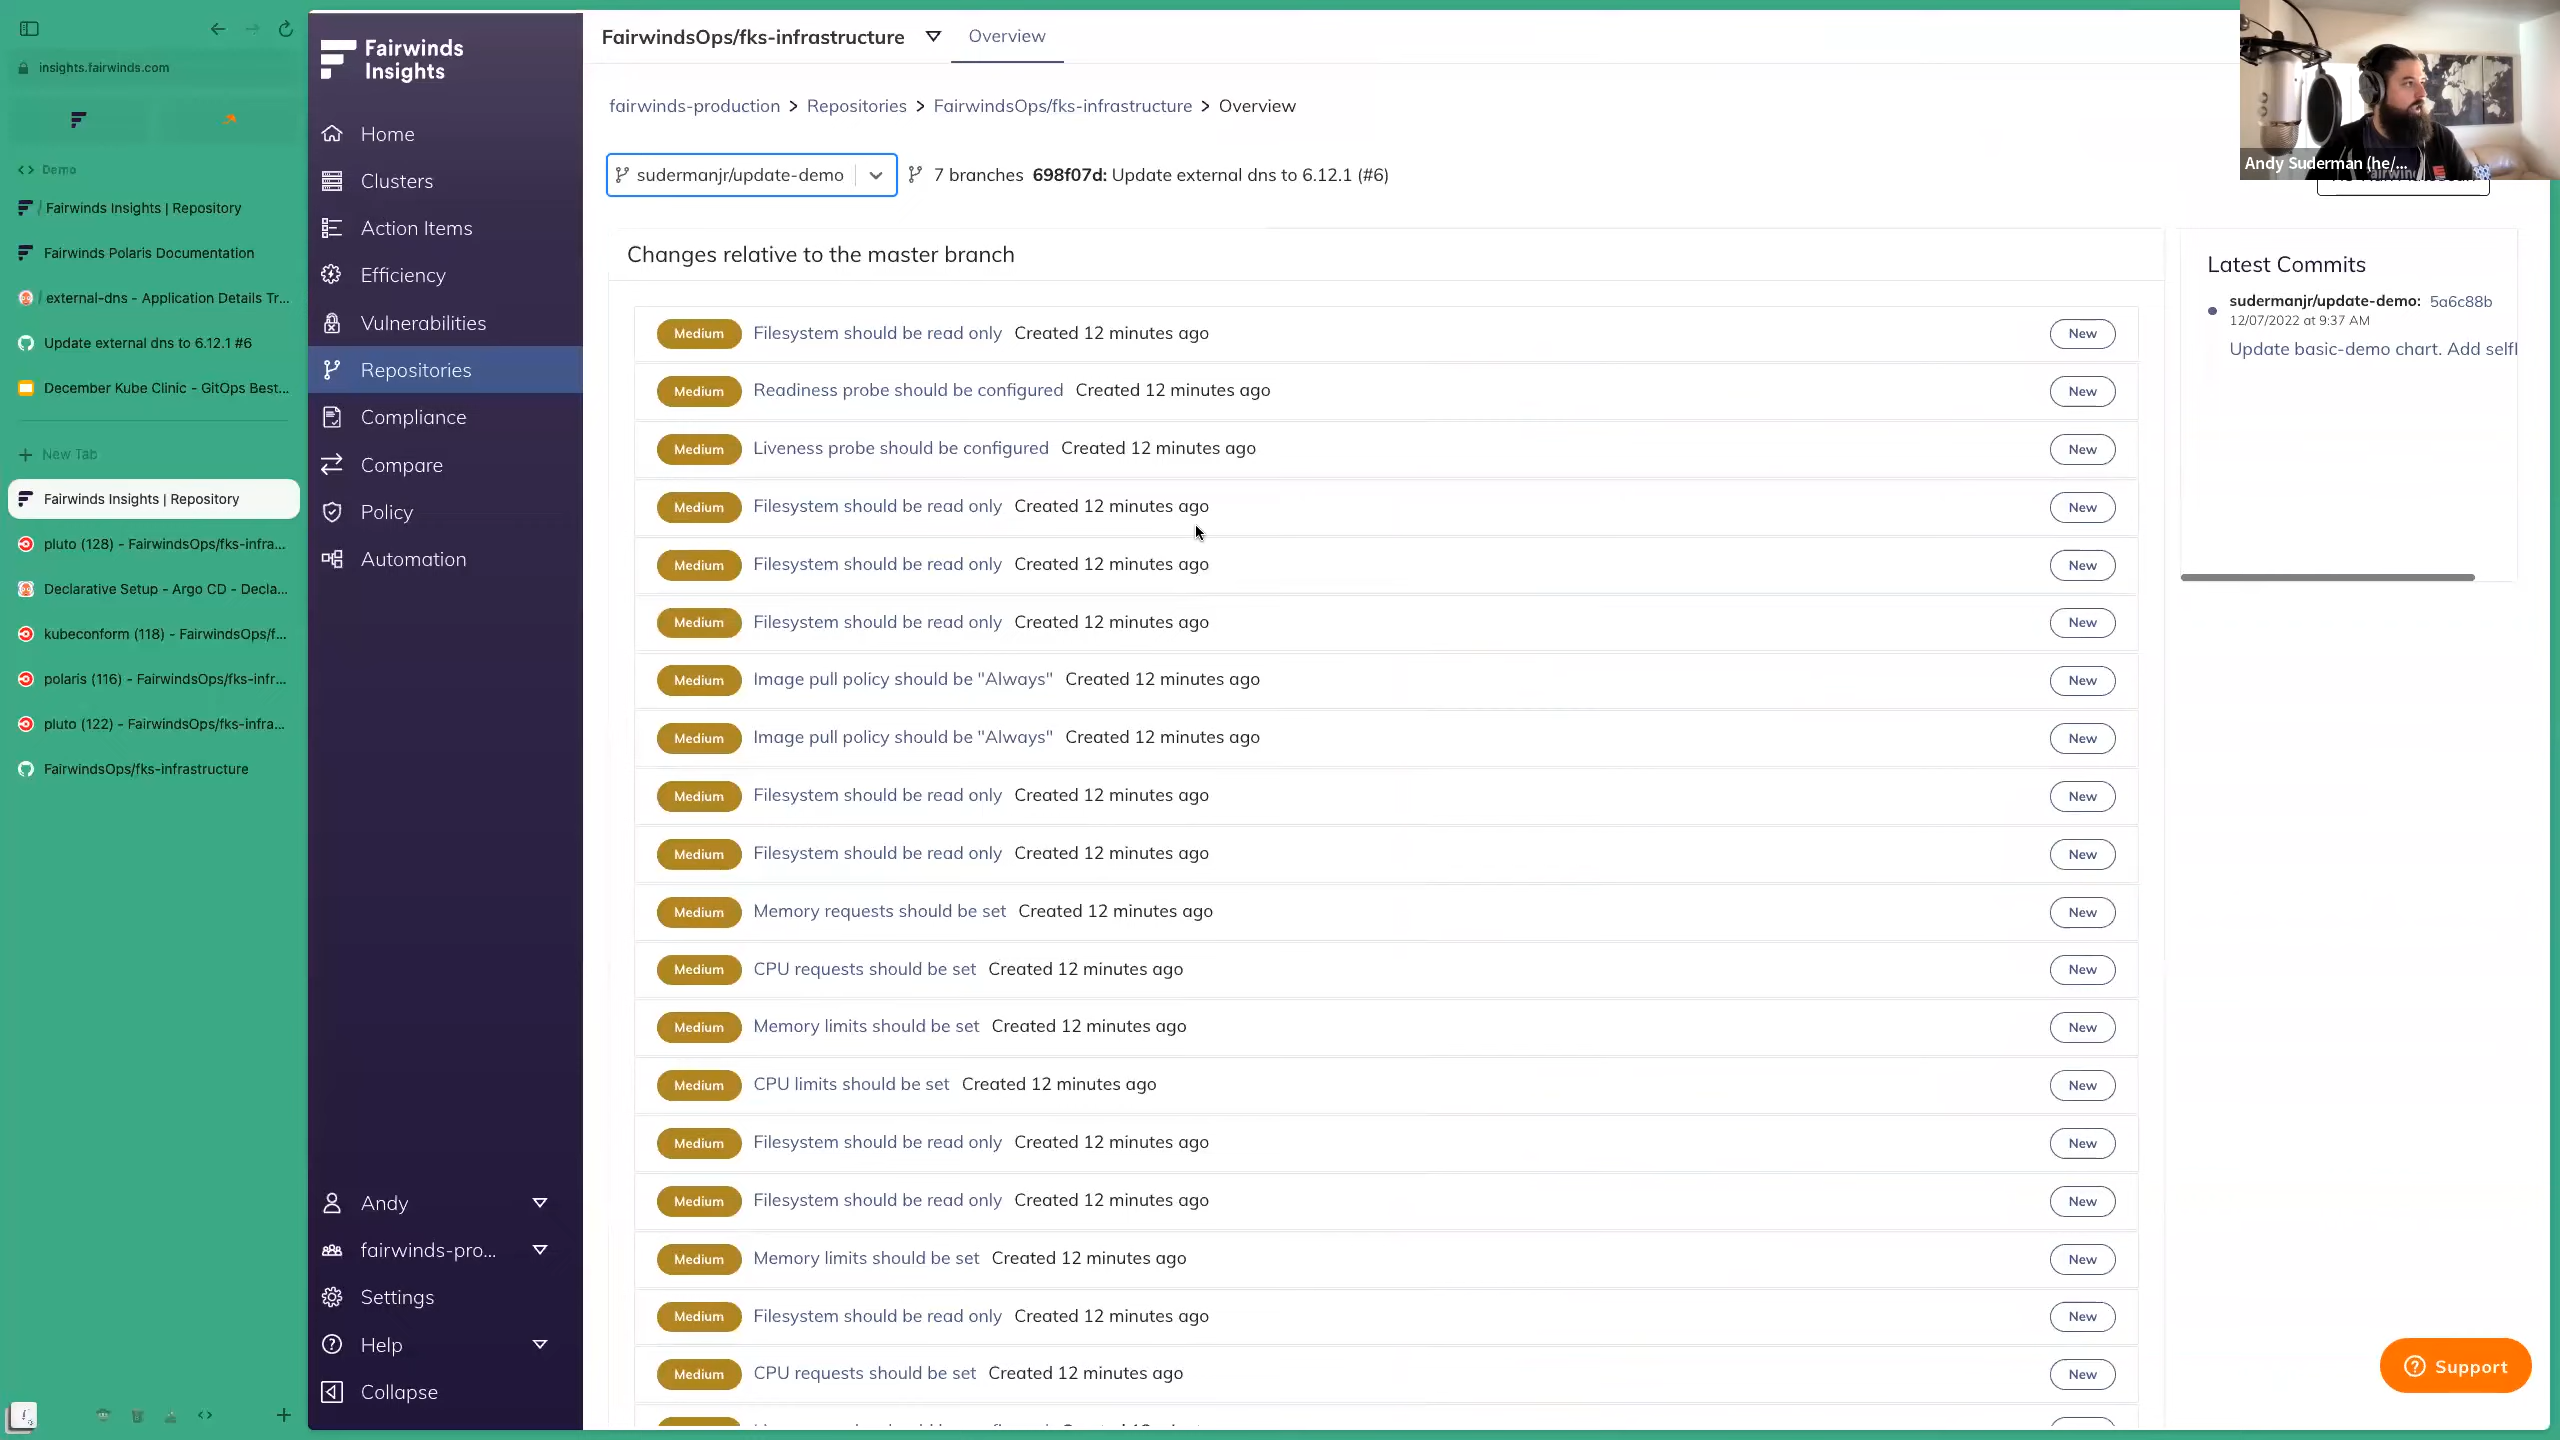 insights.fairwinds.com
Demo
/ Fairwinds Insights | Repository
Fairwinds Polaris Documentation
/ external-dns - Application Details Tr...
Update external dns to 6.12.1 #6
December Kube Clinic - GitOps Best...
New Tab
Fairwinds Insights | Repository
pluto (128) - FairwindsOps/fks-infra...
Declarative Setup - Argo CD - Decla...
kubeconform (118) - FairwindsOps/f...
polaris (116) - FairwindsOps/fks-infr...
pluto (122) - FairwindsOps/fks-infra...
FairwindsOps/fks-infrastructure
Fairwinds
Insights
Home
Clusters
Action Items
Efficiency
Vulnerabilities
Repositories
Compliance
Compare
Policy
Automation
Andy
fairwinds-pro...
Settings
Help
Collapse
FairwindsOps/fks-infrastructure Overview
fairwinds-production > Repositories > FairwindsOps/fks-infrastructure > Overview
sudermanjr/update-demo 7 branches 698f07d: Update external dns to 6.12.1 (#6)
Changes relative to the master branch
Medium Filesystem should be read only Created 12 minutes ago New
Medium Readiness probe should be configured Created 12 minutes ago New
Medium Liveness probe should be configured Created 12 minutes ago New
Medium Filesystem should be read only Created 12 minutes ago New
Medium Filesystem should be read only Created 12 minutes ago New
Medium Filesystem should be read only Created 12 minutes ago New
Medium Image pull policy should be "Always" Created 12 minutes ago New
Medium Image pull policy should be "Always" Created 12 minutes ago New
Medium Filesystem should be read only Created 12 minutes ago New
Medium Filesystem should be read only Created 12 minutes ago New
Medium Memory requests should be set Created 12 minutes ago New
Medium CPU requests should be set Created 12 minutes ago New
Medium Memory limits should be set Created 12 minutes ago New
Medium CPU limits should be set Created 12 minutes ago New
Medium Filesystem should be read only Created 12 minutes ago New
Medium Filesystem should be read only Created 12 minutes ago New
Medium Memory limits should be set Created 12 minutes ago New
Medium Filesystem should be read only Created 12 minutes ago New
Medium CPU requests should be set Created 12 minutes ago New
Andy Suderman (he/...
Latest Commits
sudermanjr/update-demo: 5a6c88b
12/07/2022 at 9:37 AM
Update basic-demo chart. Add self
Support